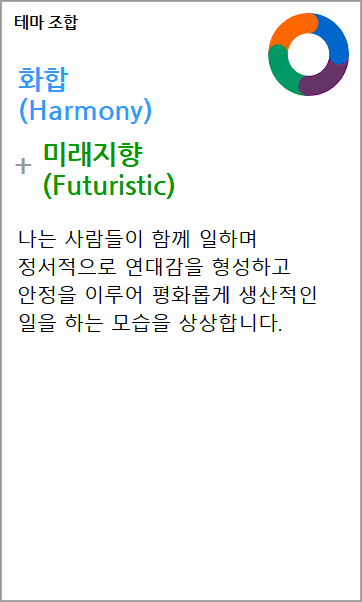 테마 조합
화합
(Harmony)
+ 미래지향
(Futuristic)
나는 사람들이 함께 일하며
정서적으로 연대감을 형성하고
안정을 이루어 평화롭게 생산적인
일을 하는 모습을 상상합니다.